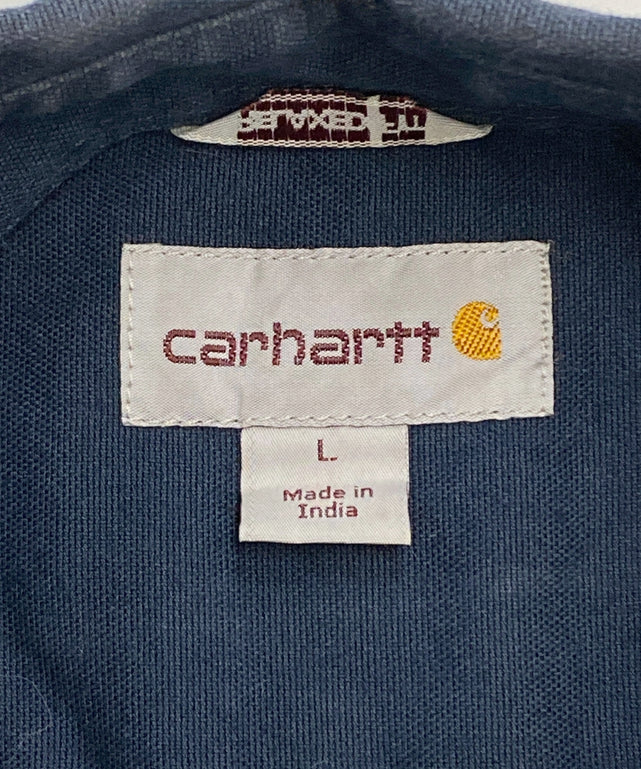 RELAXED FIT
carhartt
L
Made in
India